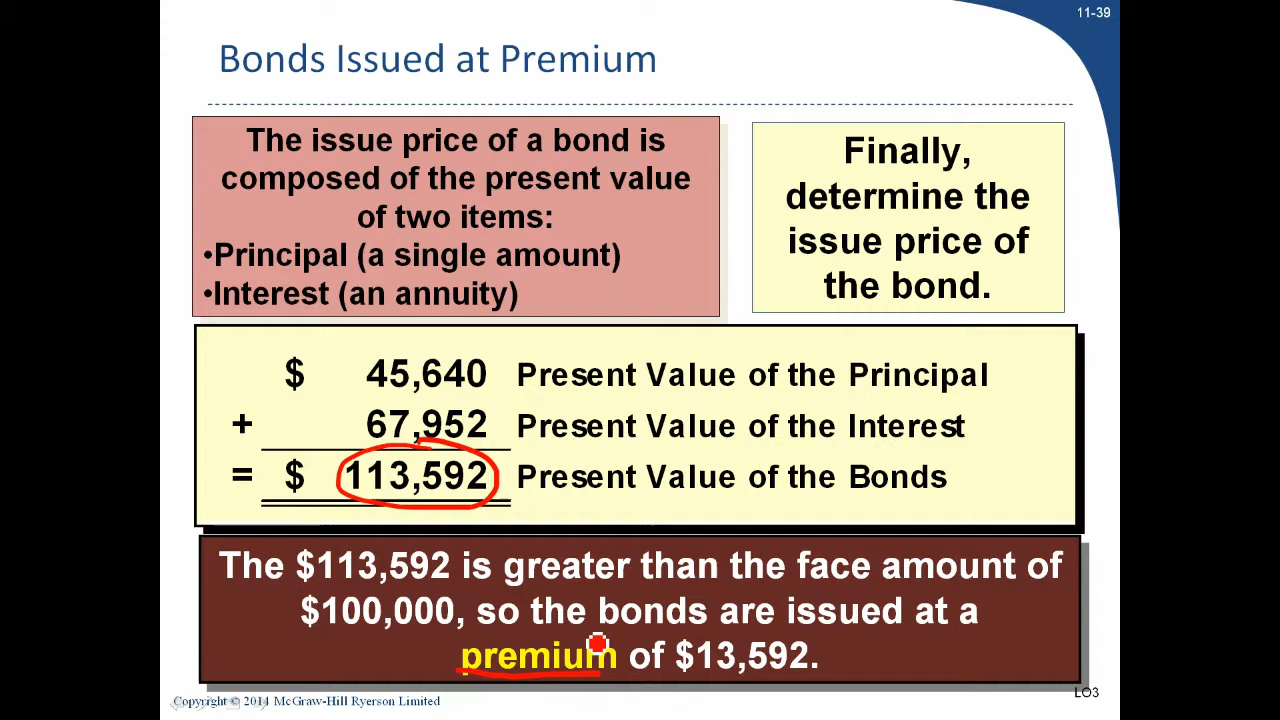 11-39
Bonds Issued at Premium
The issue price of a bond is
composed of the present value
of two items:
•Principal (a single amount)
•Interest (an annuity)
Finally,
determine the
issue price of
the bond.
$ 45,640 Present Value of the Principal
+ 67,952 Present Value of the Interest
= $ 113,592 Present Value of the Bonds
The $113,592 is greater than the face amount of
$100,000, so the bonds are issued at a
premium of $13,592.
Copyright © 2014 McGraw-Hill Ryerson Limited
LO3